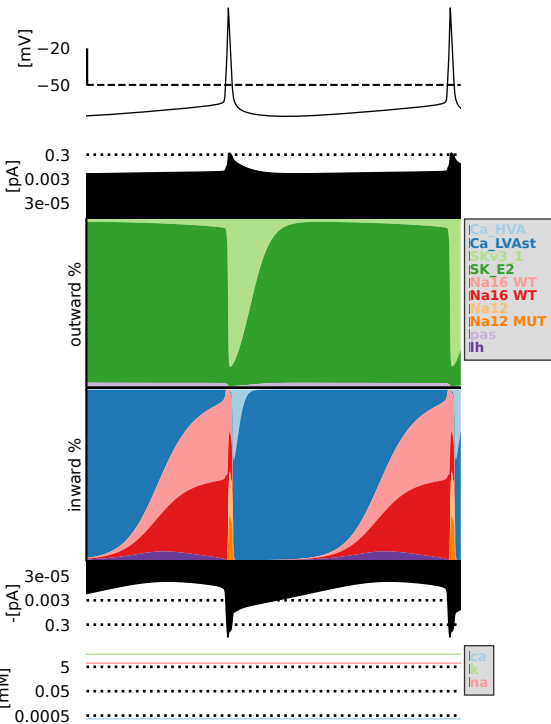 [mV]
−20
−50
[pA]
0.3
0.003
3e-05
outward %
Ca_HVA
Ca_LVAst
SKv3_1
SK_E2
Na16 WT
Na16 WT
Na12
Na12 MUT
pas
Ih
inward %
-[pA]
3e-05
0.003
0.3
[mM]
5
0.05
0.0005
ca
k
na